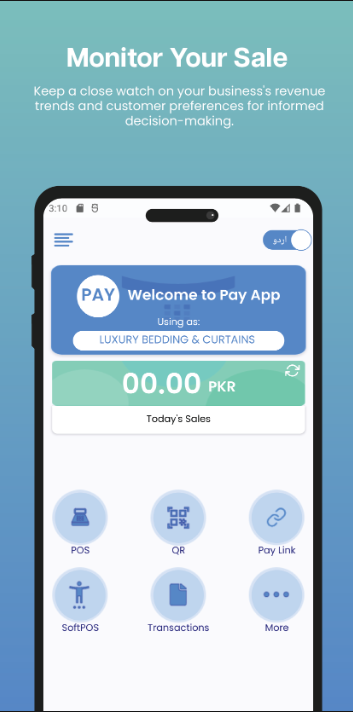 Monitor Your Sale
Keep a close watch on your business's revenue
trends and customer preferences for informed
decision-making.
3:10
اردو
PAY
Welcome to Pay App
Using as:
LUXURY BEDDING & CURTAINS
00.00 PKR
Today's Sales
POS
QR
Pay Link
SoftPOS
Transactions
More